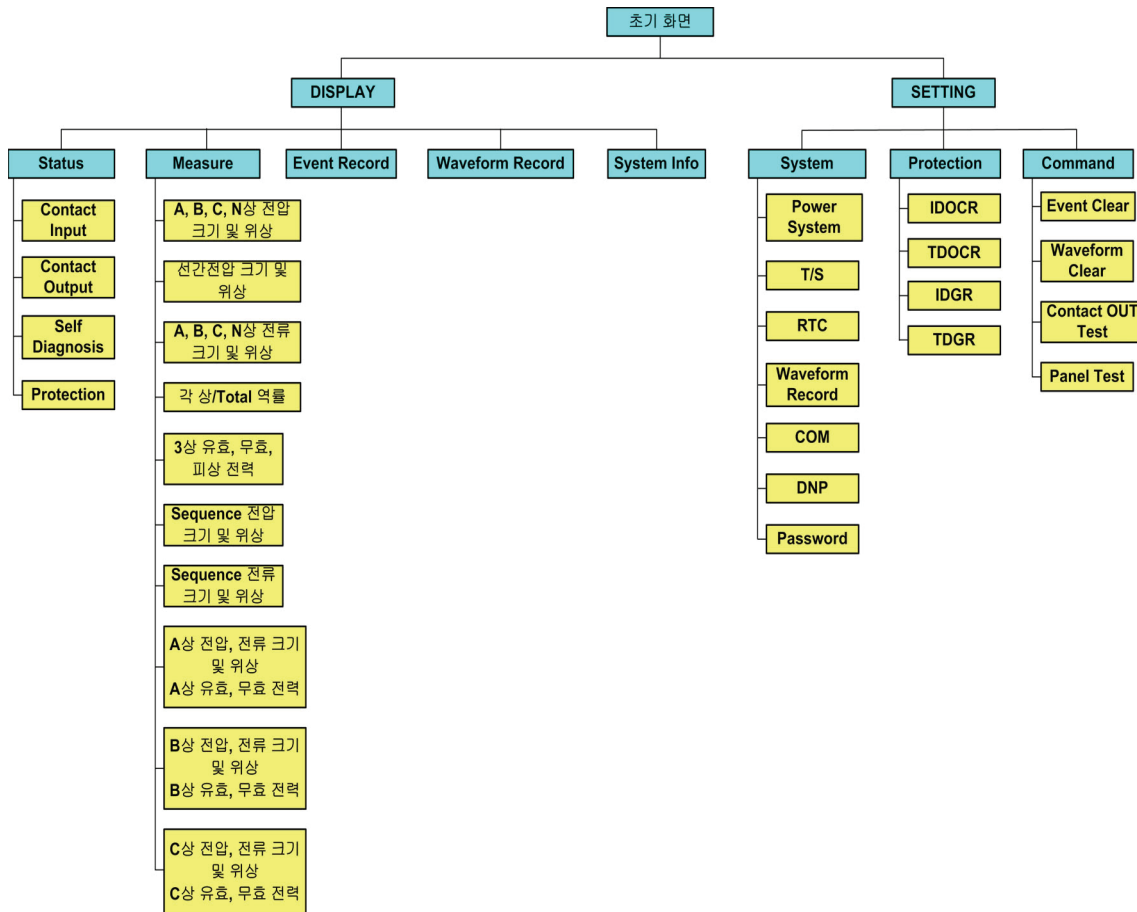 초기 화면
DISPLAY
SETTING
Status
Measure
Event Record
Waveform Record
System Info
System
Protection
Command
Contact
Input
Contact
Output
Self
Diagnosis
Protection
A, B, C, N상 전압
크기 및 위상
선간전압 크기 및
위상
A, B, C, N상 전류
크기 및 위상
각 상/Total 역률
3상 유효, 무효,
피상 전력
Sequence 전압
크기 및 위상
Sequence 전류
크기 및 위상
A상 전압, 전류 크기
및 위상
A상 유효, 무효 전력
B상 전압, 전류 크기
및 위상
B상 유효, 무효 전력
C상 전압, 전류 크기
및 위상
C상 유효, 무효 전력
Power
System
T/S
RTC
Waveform
Record
COM
DNP
Password
IDOCR
TDOCR
IDGR
TDGR
Event Clear
Waveform
Clear
Contact OUT
Test
Panel Test